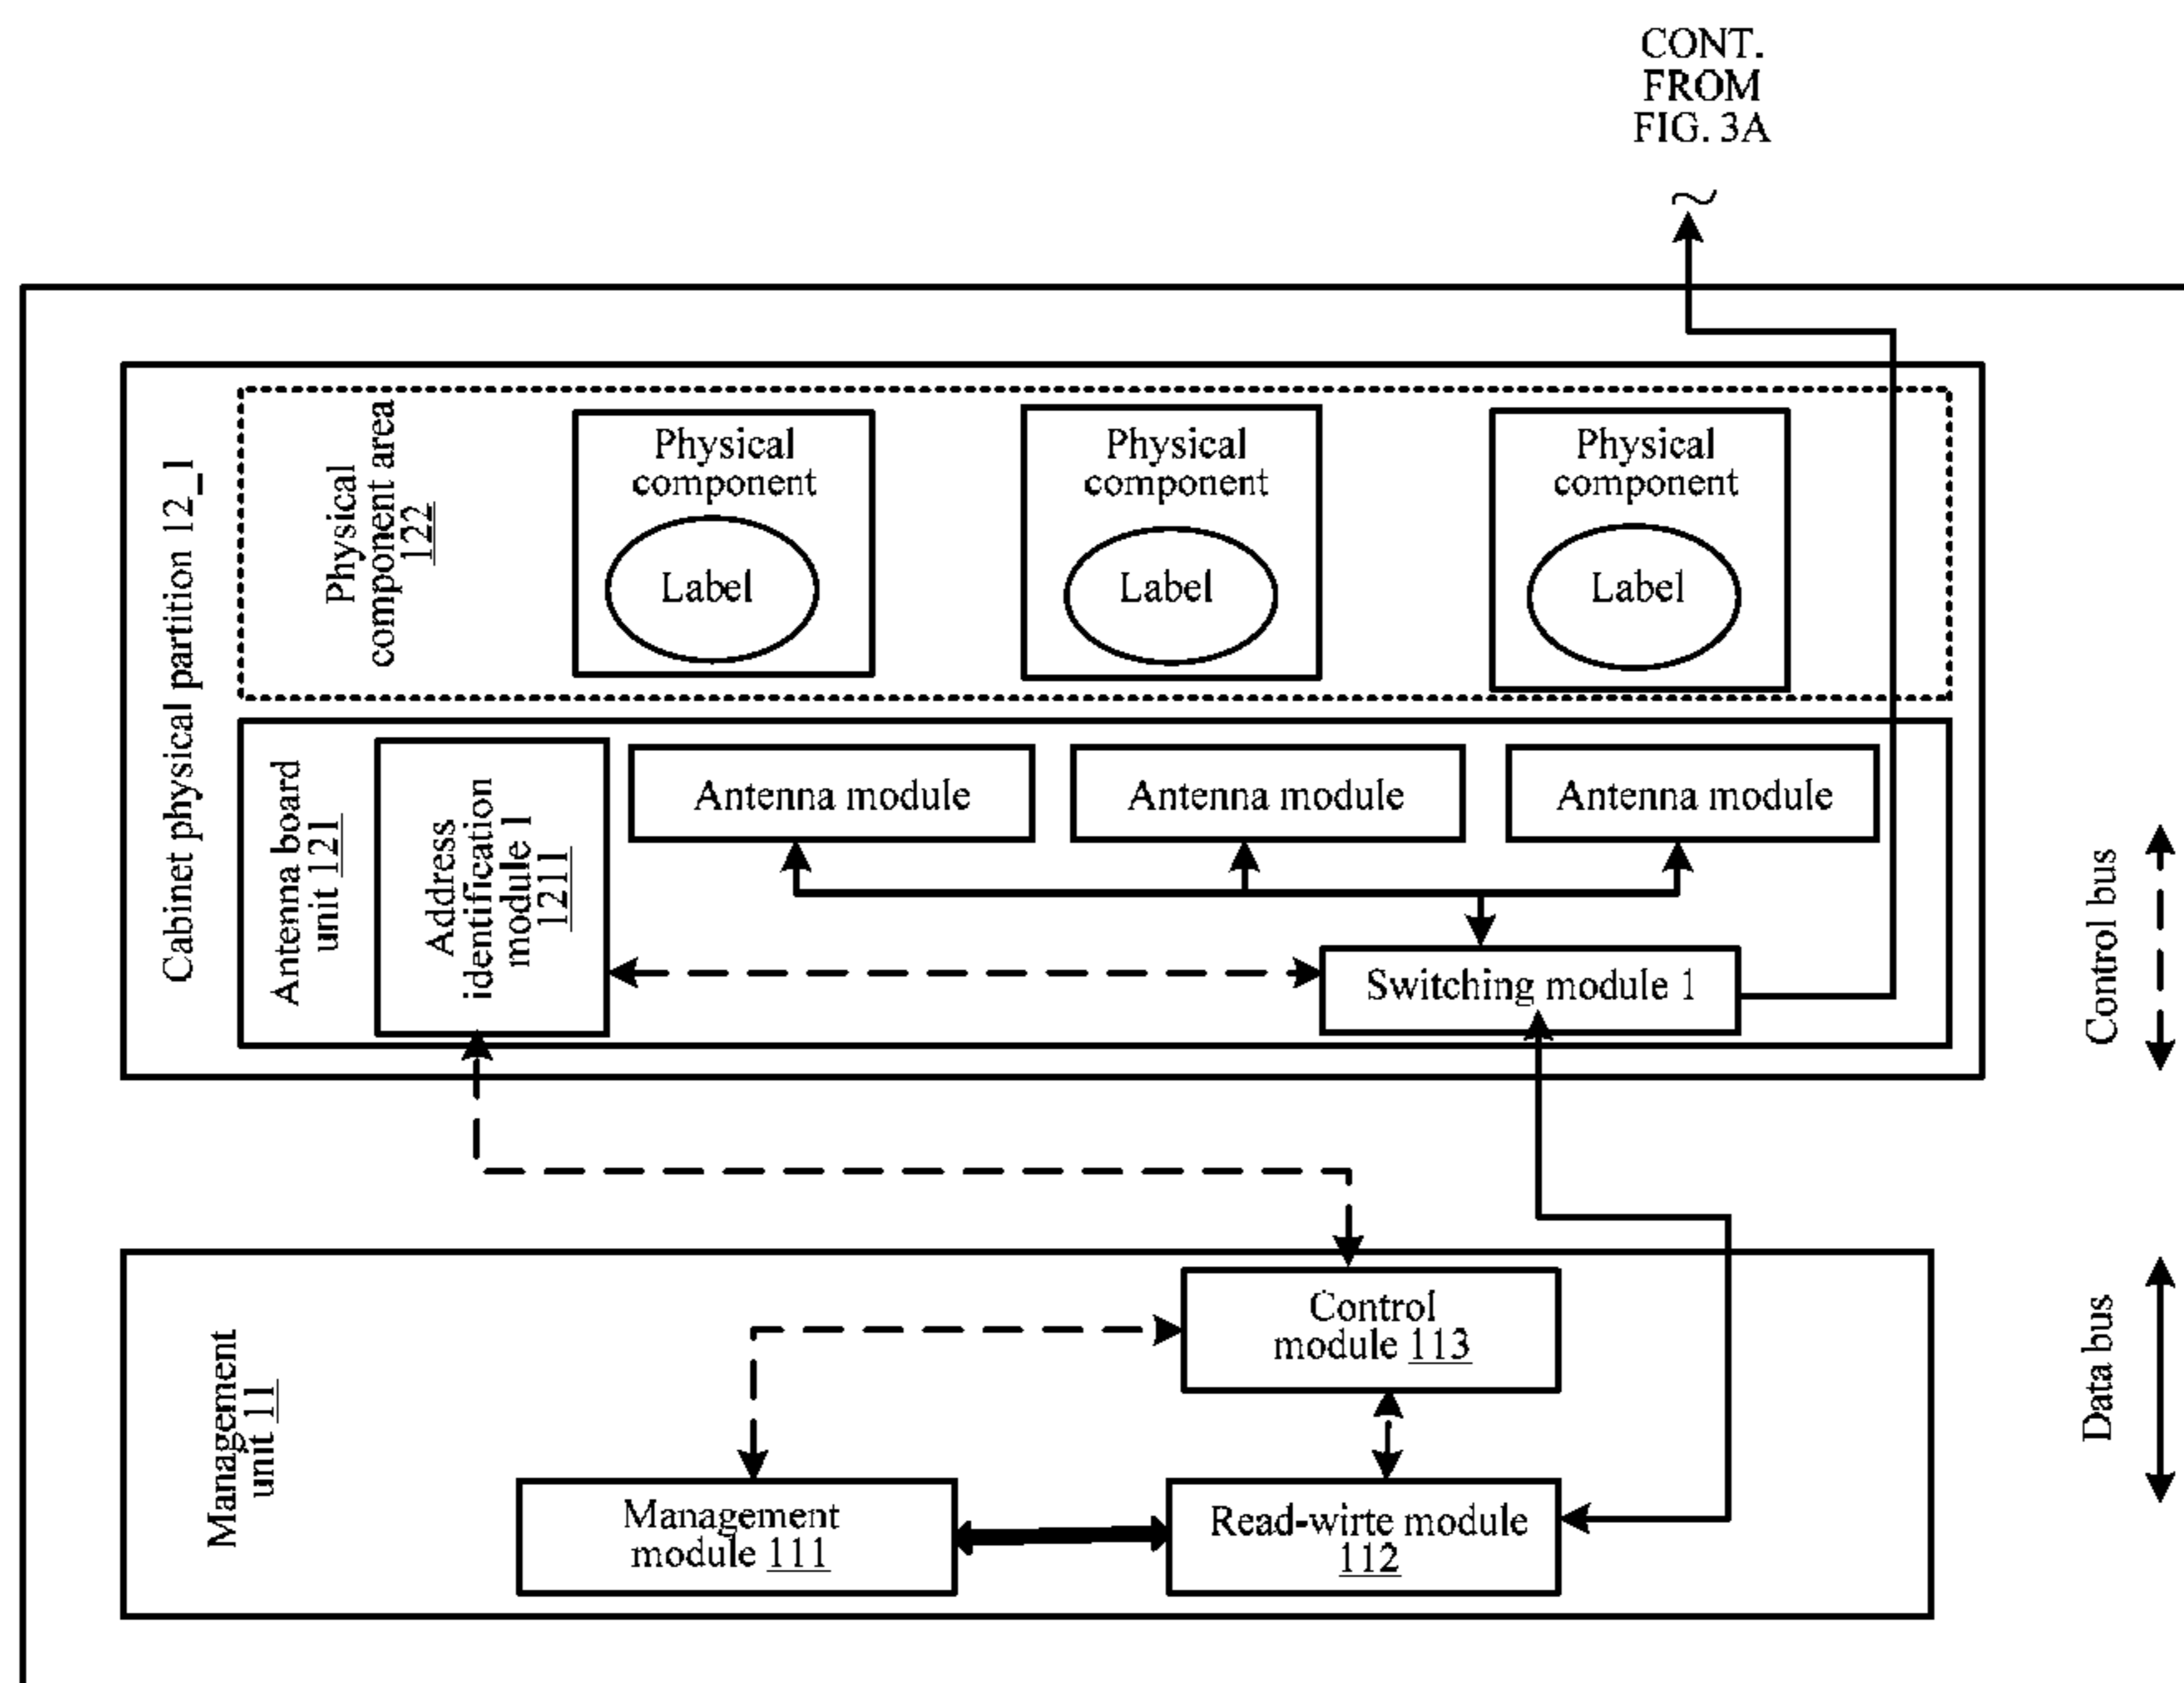 CONT.
FROM
FIG. 3A
Cabinet physical partition 12_1
Physical
component area
122
Physical
component
Label
Physical
component
Label
Physical
component
Label
Antenna board
unit 121
Address
identification
module 1
1211
Antenna module
Antenna module
Antenna module
Switching module 1
Control bus
Management
unit 11
Control
module 113
Management
module 111
Read-wirte module
112
Data bus